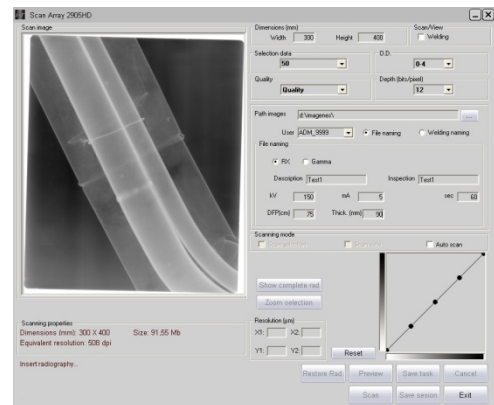 Scan Array 2905HD
Scan image
Dimensions (mm)
Width 300 Height 400
Scan/View
Welding
Selection data
50
O.D.
0-4
Quality
Quality
Depth (bits/pixel)
12
Path images d:\imagenes\ ...
User ADM_9999 File naming Welding naming
File naming
RX Gamma
Description Test1 Inspection Test1
kV 150 mA 5 sec 60
DFP(cm) 75 Thick. (mm) 90
Scanning mode
Auto scan
Show complete rad
Zoom selection
Resolution (µm)
X1: X2:
Y1: Y2:
Reset
Scanning properties
Dimensions (mm): 300 X 400 Size: 91,55 Mb
Equivalent resolution: 508 dpi
Insert radiography...
Restore Rad. Preview Save task Cancel
Scan Save sesion Exit